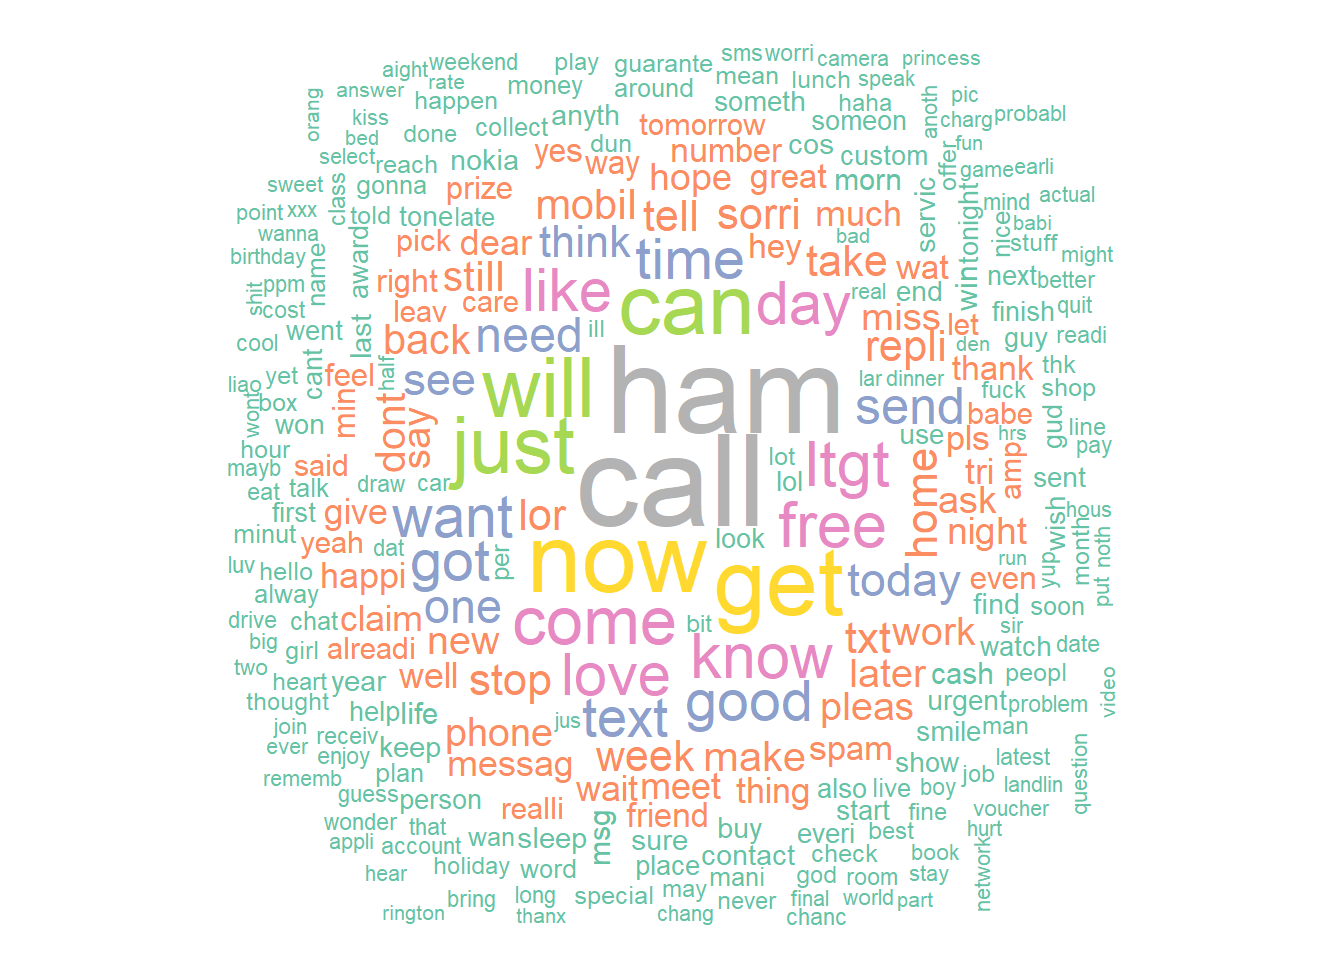 sms worri
weekend play guarante camera princess
aight mean lunch speak
answer rate money around
orang happen someth haha anoth pic
kiss anyth tomorrow someon charg probabl
bed done collect
select reach nokia yes way dun number cos custom offer fun
game earli
sweet class gonna prize mobil hope great morn servic tonight mind actual
point xxx told tone late tell sorri much nice babi
wanna award pick dear think time hey bad take wat win stuff might
birthday name last right still like can day real end next better
shit ppm care miss finish quit
cost leav ill let
cool went back need repli den guy readi
liao yet cant feel half see will ham lar dinner thank thk
wont box min send fuck shop
won dont say just babe gud line
hour use pls hrs pay
mayb said lot ltgt tri amp sent
eat talk draw car call lol home ask
first give want lor free night wish hous
minut yeah look
luv hello dat got per now get today run yup month noth
alway happi even put
drive chat claim one come bit txt work find soon
big girl alreadi new know sir watch date
two heart year well stop love later cash peopl
thought help life text good pleas urgent problem video
join receiv phone jus smile man
ever enjoy keep week make spam show latest
rememb plan messag job landlin question
guess person wait meet thing also live boy
wonder realli friend start fine voucher
appli that account wan sleep msg sure buy everi best hurt
hear holiday word place contact check book network
mani god room stay
bring long special may never final world part
rington thanx chang chanc